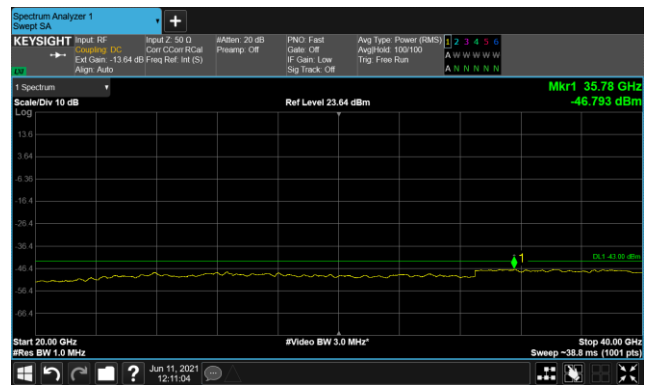 Spectrum Analyzer 1
Swept SA
KEYSIGHT Input: RF Input Z: 50 Ω #Atten: 20 dB PNO: Fast Avg Type: Power (RMS) 1 2 3 4 5 6
Coupling: DC Corr CCorr RCal Preamp: Off Gate: Off Avg|Hold: 100/100 A W W W W W
Ext Gain: -13.64 dB Freq Ref: Int (S) IF Gain: Low Trig: Free Run
Align: Auto Sig Track: Off A N N N N N
1 Spectrum Mkr1 35.78 GHz
Scale/Div 10 dB Ref Level 23.64 dBm -46.793 dBm
Log
13.6
3.64
-6.36
-16.4
-26.4
-36.4
1
DL1 -43.00 dBm
-46.4
-56.4
-66.4
Start 20.00 GHz #Video BW 3.0 MHz* Stop 40.00 GHz
#Res BW 1.0 MHz Sweep ~38.8 ms (1001 pts)
Jun 11, 2021
12:11:04